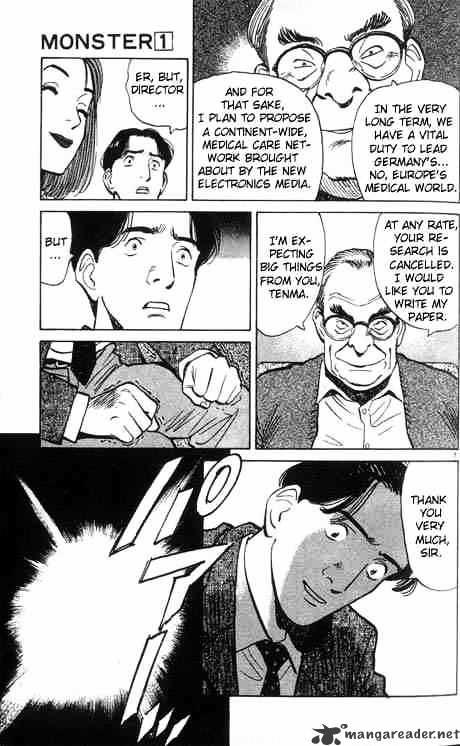 MONSTER 1
IN THE VERY
LONG TERM, WE
HAVE A VITAL
DUTY TO LEAD
GERMANY'S...
NO, EUROPE'S
MEDICAL WORLD.
AND FOR
THAT SAKE,
I PLAN TO PROPOSE
A CONTINENT-WIDE,
MEDICAL CARE NET-
WORK BROUGHT
ABOUT BY THE NEW
ELECTRONICS MEDIA.
ER, BUT,
DIRECTOR
...
AT ANY RATE,
YOUR RE-
SEARCH IS
CANCELLED.
I WOULD
LIKE YOU TO
WRITE MY
PAPER.
I'M EX-
PECTING
BIG THINGS
FROM YOU,
TENMA.
BUT
...
THANK
YOU
VERY
MUCH,
SIR.
mangareader.net